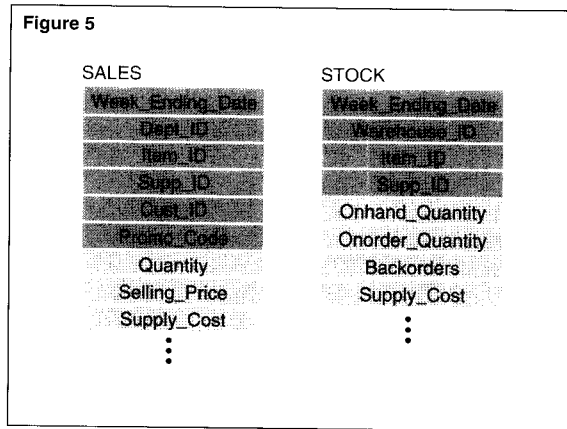 Figure 5
SALES
Week_Ending_Date
Dept_ID
Item_ID
Supp_ID
Cust_ID
Promo_Code
Quantity
Selling_Price
Supply_Cost
STOCK
Week_Ending_Date
Warehouse_ID
Item_ID
Supp_ID
Onhand_Quantity
Onorder_Quantity
Backorders
Supply_Cost